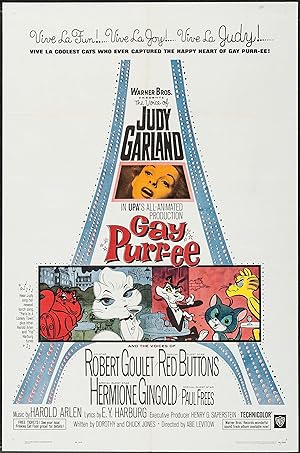 Vive La Fun!.... Vive La Joy!.... Vive La Judy!....
VIVE LA COOLEST CATS WHO EVER CAPTURED THE HAPPY HEART OF GAY PURR-EE!
WARNER BROS.
PRESENTS
The Voice of
JUDY
GARLAND
IN UPA's ALL-ANIMATED
PRODUCTION
Gay
Purr-ee
AND THE VOICES OF
ROBERT GOULET RED BUTTONS
HERMIONE GINGOLD PAUL FREES
Music by HAROLD ARLEN Lyrics by E.Y. HARBURG Executive Producer HENRY G. SAPERSTEIN TECHNICOLOR
Written by DOROTHY and CHUCK JONES Directed by ABE LEVITOW